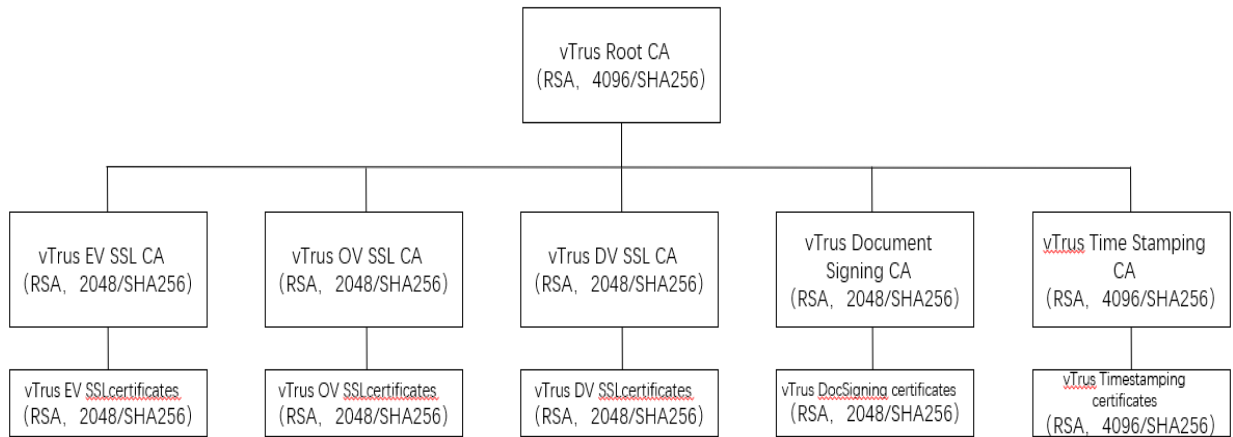 vTrus Root CA
（RSA，4096/SHA256）
vTrus EV SSL CA
（RSA，2048/SHA256）
vTrus OV SSL CA
（RSA，2048/SHA256）
vTrus DV SSL CA
（RSA，2048/SHA256）
vTrus Document
Signing CA
（RSA，2048/SHA256）
vTrus Time Stamping
CA
（RSA，4096/SHA256）
vTrus EV SSLcertificates
（RSA，2048/SHA256）
vTrus OV SSLcertificates
（RSA，2048/SHA256）
vTrus DV SSLcertificates
（RSA，2048/SHA256）
vTrus DocSigning certificates
（RSA，2048/SHA256）
vTrus Timestamping
certificates
（RSA，4096/SHA256）